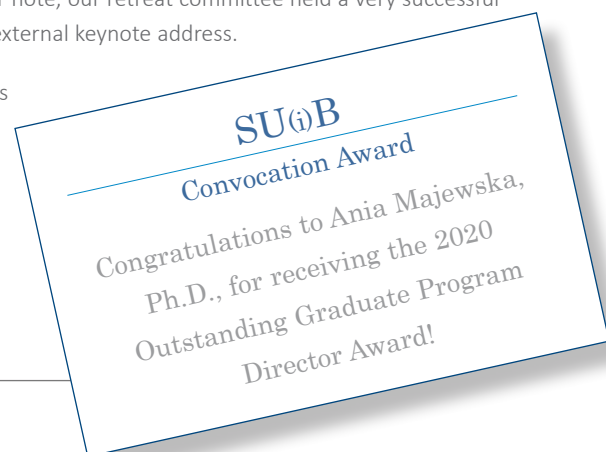 note, our retreat committee held a very successful
external keynote address.
s
SU(i)B
Convocation Award
Congratulations to Ania Majewska,
Ph.D., for receiving the 2020
Outstanding Graduate Program
Director Award!